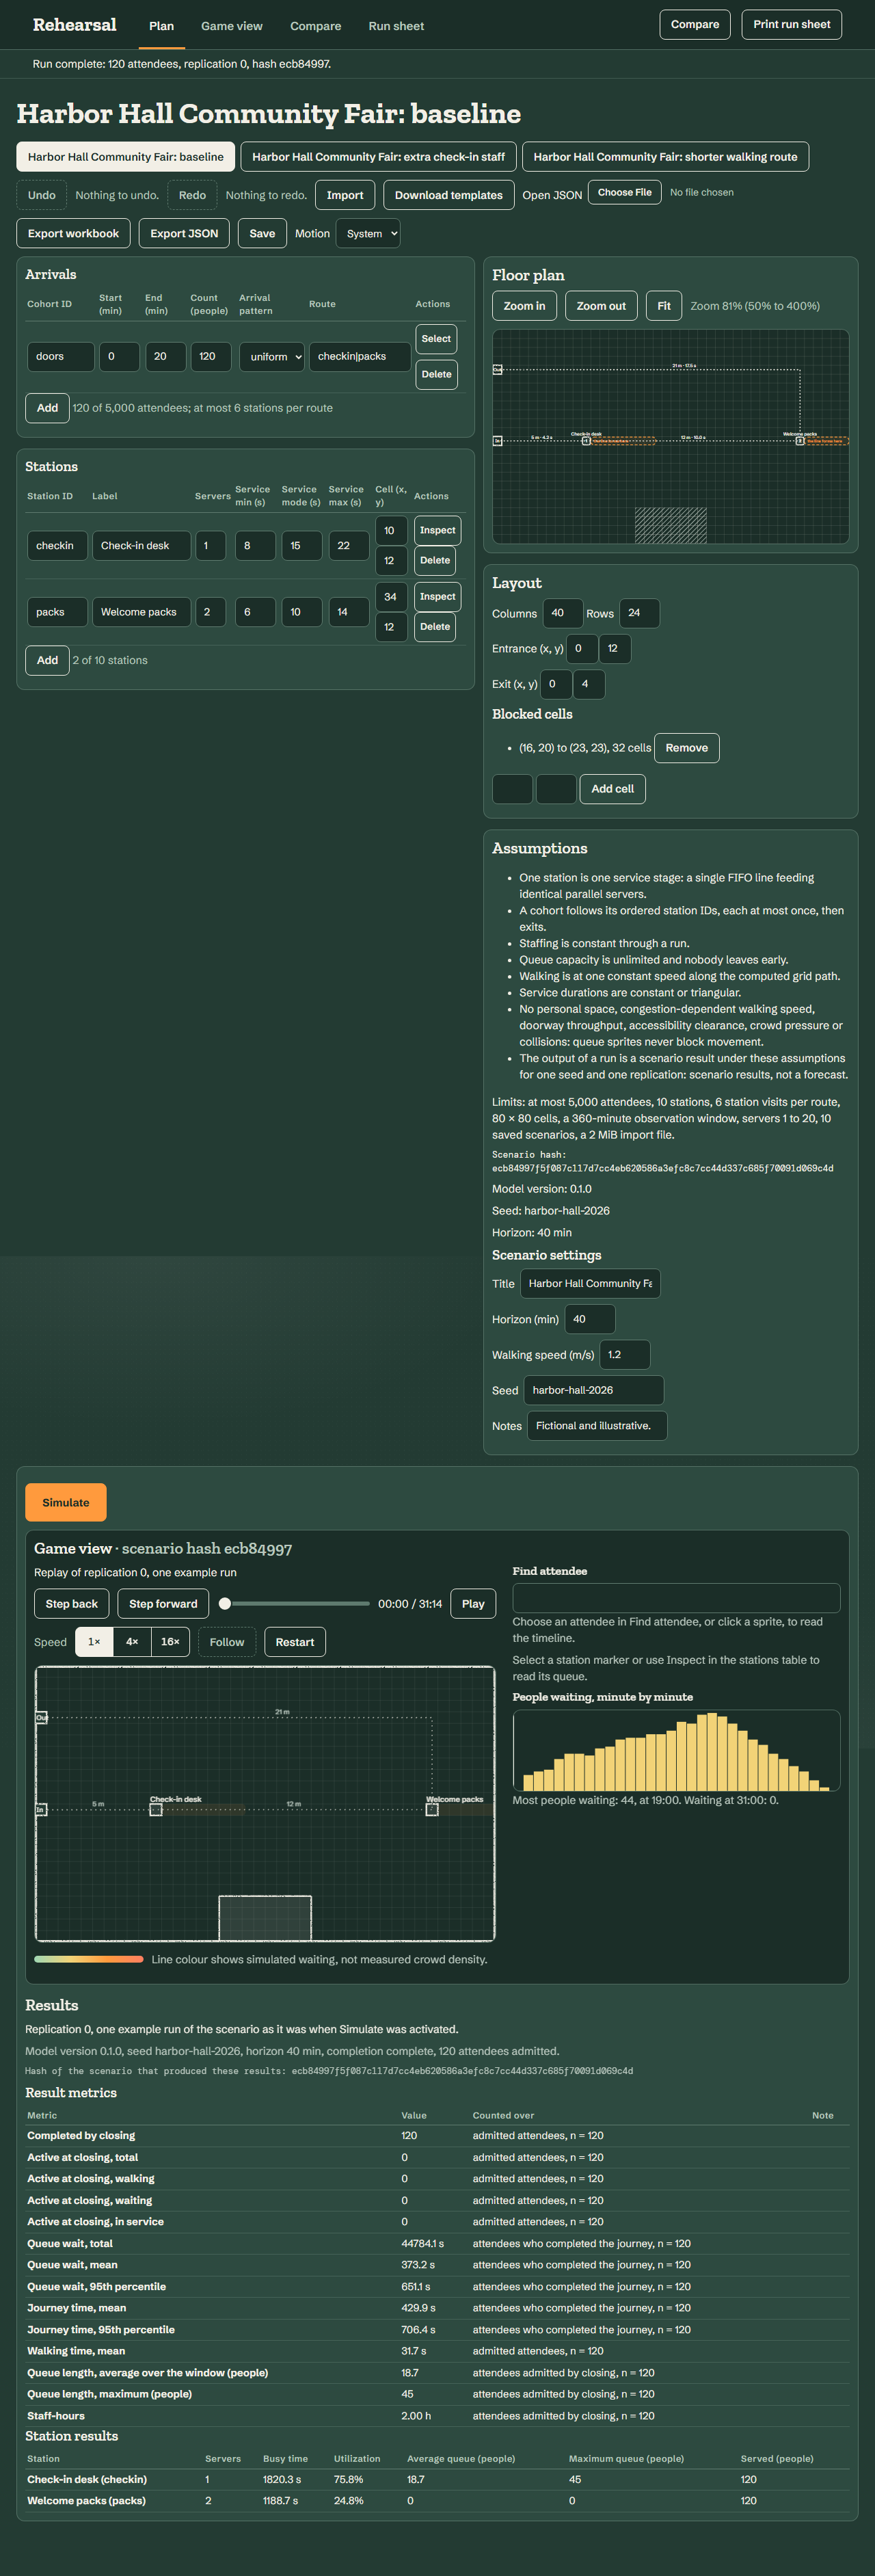 Rehearsal
Plan
Game view
Compare
Run sheet
Compare
Print run sheet
Run complete: 120 attendees, replication 0, hash ecb84997.
Harbor Hall Community Fair: baseline
Harbor Hall Community Fair: baseline
Harbor Hall Community Fair: extra check-in staff
Harbor Hall Community Fair: shorter walking route
Undo
Nothing to undo.
Redo
Nothing to redo.
Import
Download templates
Open JSON
Choose File
No file chosen
Export workbook
Export JSON
Save
Motion
System
Arrivals
Cohort ID
Start (min)
End (min)
Count (people)
Arrival pattern
Route
Actions
doors
0
20
120
uniform
checkin|packs
Select
Delete
Add
120 of 5,000 attendees; at most 6 stations per route
Stations
Station ID
Label
Servers
Service min (s)
Service mode (s)
Service max (s)
Cell (x, y)
Actions
checkin
Check-in desk
1
8
15
22
10
12
Inspect
Delete
packs
Welcome packs
2
6
10
14
34
12
Inspect
Delete
Add
2 of 10 stations
Floor plan
Zoom in
Zoom out
Fit
Zoom 81% (50% to 400%)
21 m · 17.5 s
Check-in desk
Welcome packs
5 m · 4.2 s
12 m · 10.0 s
Layout
Columns
40
Rows
24
Entrance (x, y)
0
12
Exit (x, y)
0
4
Blocked cells
• (16, 20) to (23, 23), 32 cells
Remove
Add cell
Assumptions
• One station is one service stage: a single FIFO line feeding
identical parallel servers.
• A cohort follows its ordered station IDs, each at most once, then
exits.
• Staffing is constant through a run.
• Queue capacity is unlimited and nobody leaves early.
• Walking is at one constant speed along the computed grid path.
• Service durations are constant or triangular.
• No personal space, congestion-dependent walking speed,
doorway throughput, accessibility clearance, crowd pressure or
collisions: queue sprites never block movement.
• The output of a run is a scenario result under these assumptions
for one seed and one replication: scenario results, not a forecast.
Limits: at most 5,000 attendees, 10 stations, 6 station visits per route,
80 × 80 cells, a 360-minute observation window, servers 1 to 20, 10
saved scenarios, a 2 MiB import file.
Scenario hash:
ecb84997f5f087c117d7cc4eb620586a3efc8c7cc44d337c685f70091d069c4d
Model version: 0.1.0
Seed: harbor-hall-2026
Horizon: 40 min
Scenario settings
Title
Harbor Hall Community Fa
Horizon (min)
40
Walking speed (m/s)
1.2
Seed
harbor-hall-2026
Notes
Fictional and illustrative.
Simulate
Game view · scenario hash ecb84997
Replay of replication 0, one example run
Step back
Step forward
00:00 / 31:14
Play
Speed
1×
4×
16×
Follow
Restart
Out
21 m
In
5 m
Check-in desk
12 m
Welcome packs
Line colour shows simulated waiting, not measured crowd density.
Find attendee
Choose an attendee in Find attendee, or click a sprite, to read
the timeline.
Select a station marker or use Inspect in the stations table to
read its queue.
People waiting, minute by minute
Most people waiting: 44, at 19:00. Waiting at 31:00: 0.
Results
Replication 0, one example run of the scenario as it was when Simulate was activated.
Model version 0.1.0, seed harbor-hall-2026, horizon 40 min, completion complete, 120 attendees admitted.
Hash of the scenario that produced these results: ecb84997f5f087c117d7cc4eb620586a3efc8c7cc44d337c685f70091d069c4d
Result metrics
Metric Value Counted over Note
Completed by closing 120 admitted attendees, n = 120
Active at closing, total 0 admitted attendees, n = 120
Active at closing, walking 0 admitted attendees, n = 120
Active at closing, waiting 0 admitted attendees, n = 120
Active at closing, in service 0 admitted attendees, n = 120
Queue wait, total 44784.1 s attendees who completed the journey, n = 120
Queue wait, mean 373.2 s attendees who completed the journey, n = 120
Queue wait, 95th percentile 651.1 s attendees who completed the journey, n = 120
Journey time, mean 429.9 s attendees who completed the journey, n = 120
Journey time, 95th percentile 706.4 s attendees who completed the journey, n = 120
Walking time, mean 31.7 s admitted attendees, n = 120
Queue length, average over the window (people) 18.7 attendees admitted by closing, n = 120
Queue length, maximum (people) 45 attendees admitted by closing, n = 120
Staff-hours 2.00 h attendees admitted by closing, n = 120
Station results
Station Servers Busy time Utilization Average queue (people) Maximum queue (people) Served (people)
Check-in desk (checkin) 1 1820.3 s 75.8% 18.7 45 120
Welcome packs (packs) 2 1188.7 s 24.8% 0 0 120